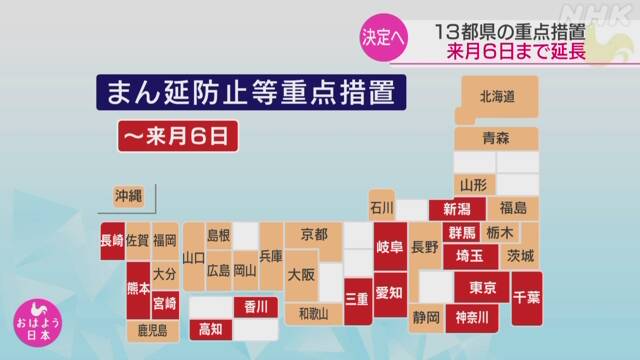 決定へ
13都県の重点措置
来月6日まで延長
NHK
まん延防止等重点措置
～来月6日
北海道
青森
山形
沖縄
石川
新潟
福島
長崎
佐賀
福岡
山口
島根
兵庫
京都
岐阜
長野
群馬
栃木
埼玉
茨城
大分
広島
岡山
大阪
熊本
宮崎
香川
三重
愛知
東京
千葉
鹿児島
高知
和歌山
静岡
神奈川
おはよう
日本